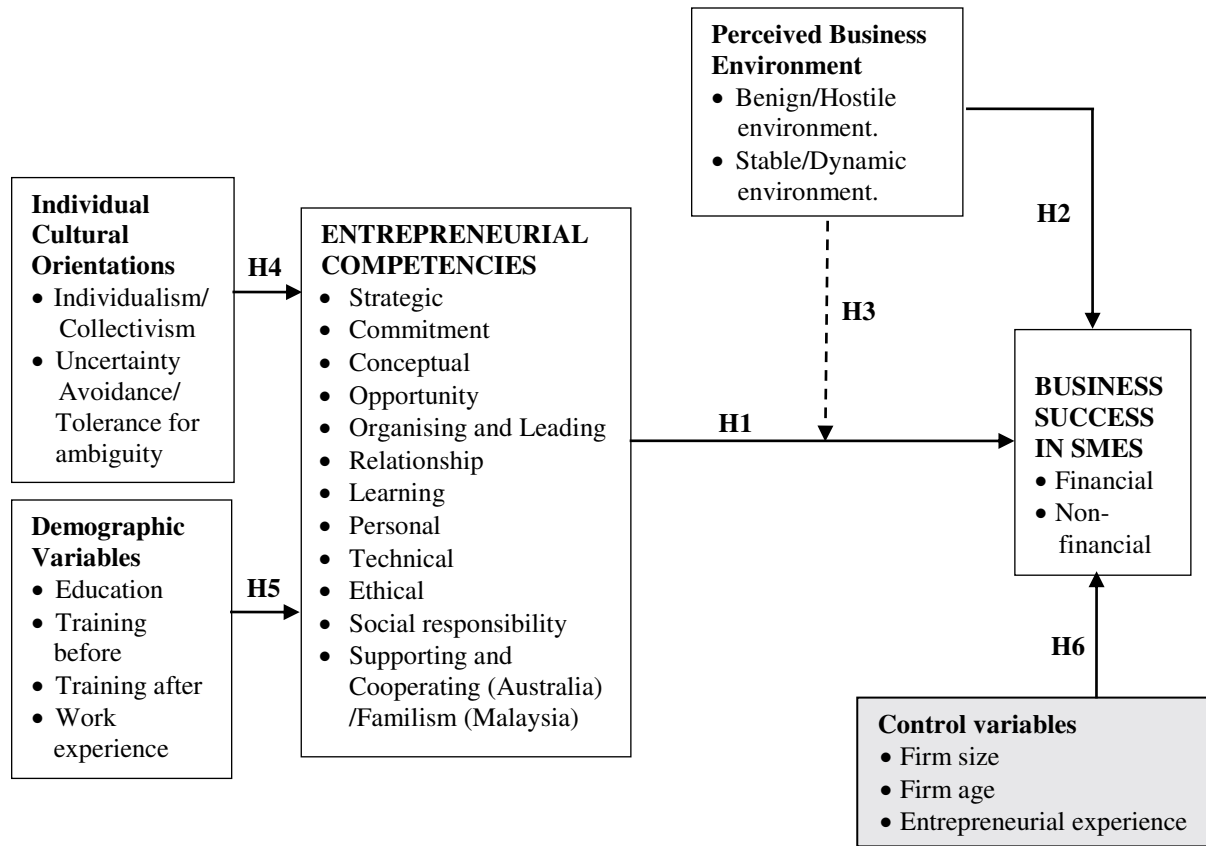 Perceived Business
Environment
• Benign/Hostile
environment.
• Stable/Dynamic
environment.
H2
H3
Individual
Cultural
Orientations
• Individualism/
Collectivism
• Uncertainty
Avoidance/
Tolerance for
ambiguity
H4
Demographic
Variables
• Education
• Training
before
• Training after
• Work
experience
H5
ENTREPRENEURIAL
COMPETENCIES
• Strategic
• Commitment
• Conceptual
• Opportunity
• Organising and Leading
• Relationship
• Learning
• Personal
• Technical
• Ethical
• Social responsibility
• Supporting and
Cooperating (Australia)
/Familism (Malaysia)
H1
BUSINESS
SUCCESS
IN SMES
• Financial
• Non-
financial
H6
Control variables
• Firm size
• Firm age
• Entrepreneurial experience